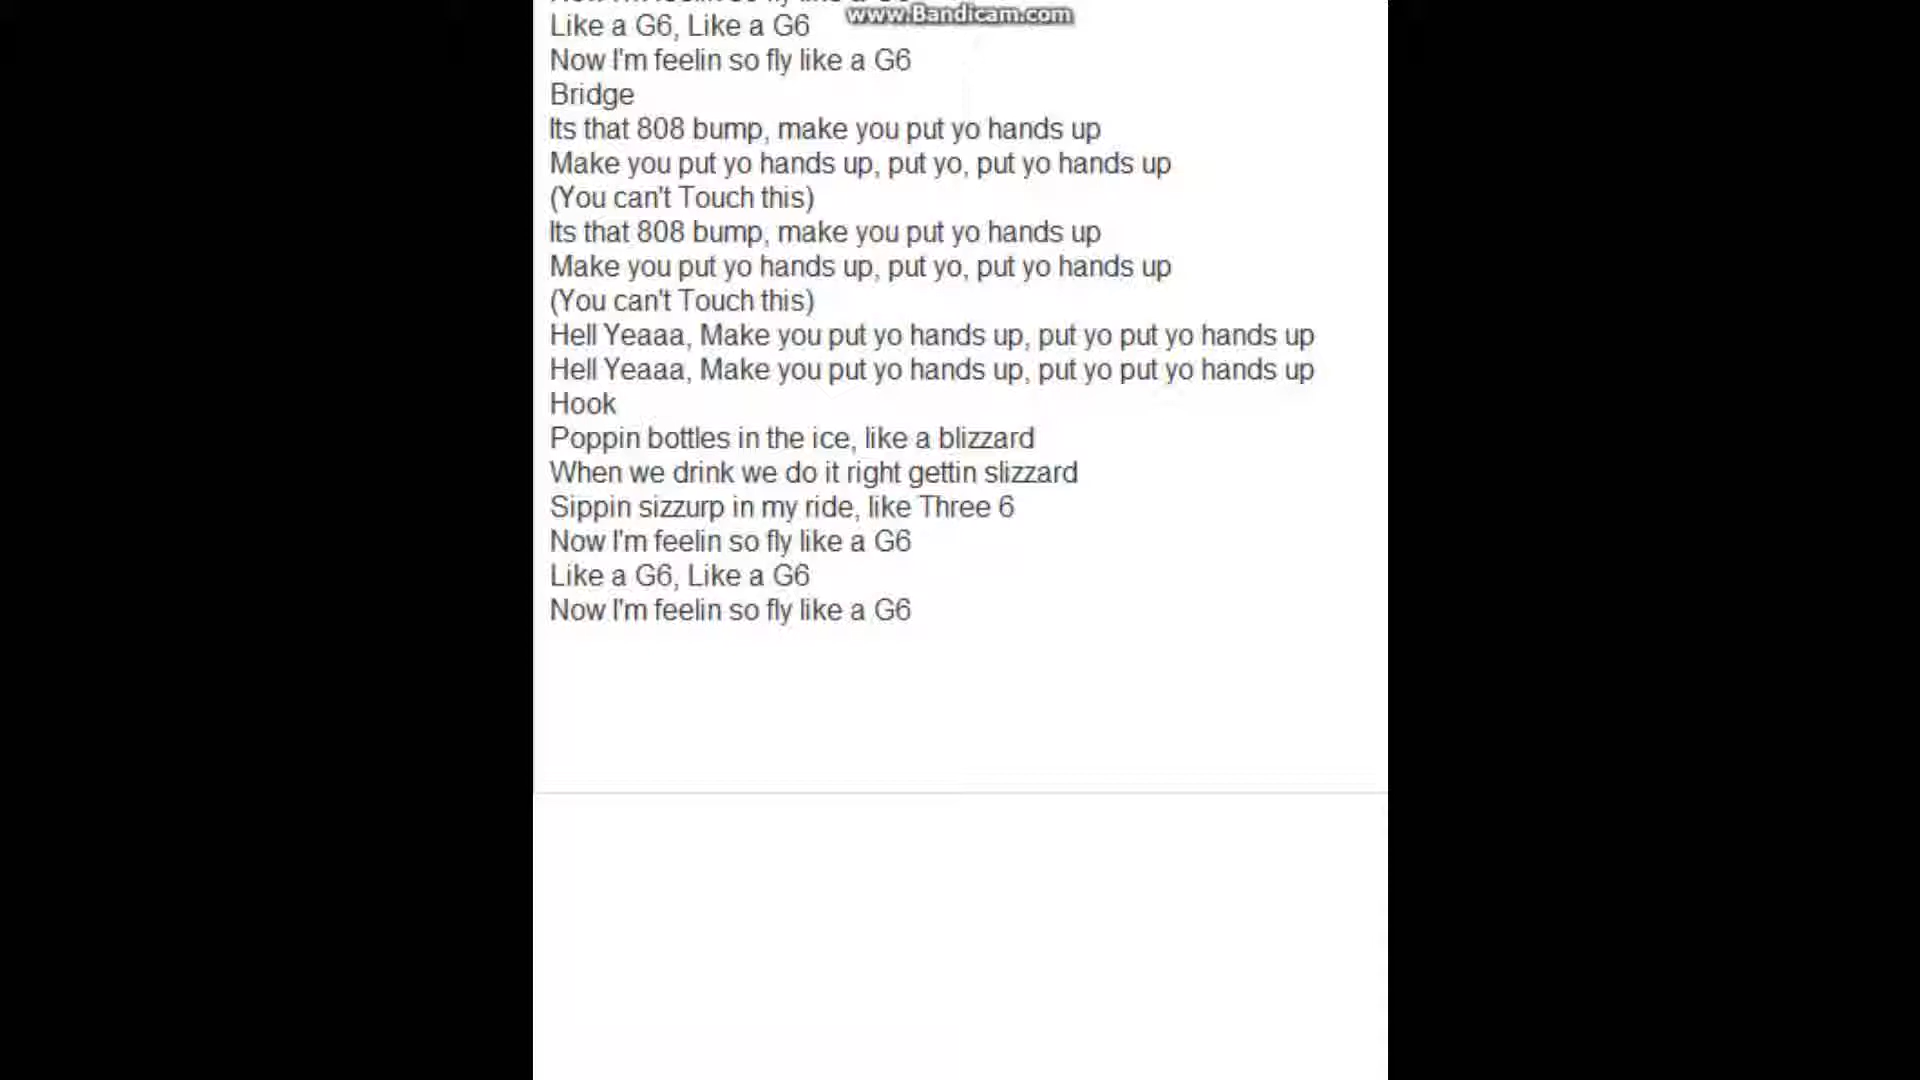 www.Bandicam.com
Like a G6, Like a G6
Now I'm feelin so fly like a G6
Bridge
Its that 808 bump, make you put yo hands up
Make you put yo hands up, put yo, put yo hands up
(You can't Touch this)
Its that 808 bump, make you put yo hands up
Make you put yo hands up, put yo, put yo hands up
(You can't Touch this)
Hell Yeaaa, Make you put yo hands up, put yo put yo hands up
Hell Yeaaa, Make you put yo hands up, put yo put yo hands up
Hook
Poppin bottles in the ice, like a blizzard
When we drink we do it right gettin slizzard
Sippin sizzurp in my ride, like Three 6
Now I'm feelin so fly like a G6
Like a G6, Like a G6
Now I'm feelin so fly like a G6